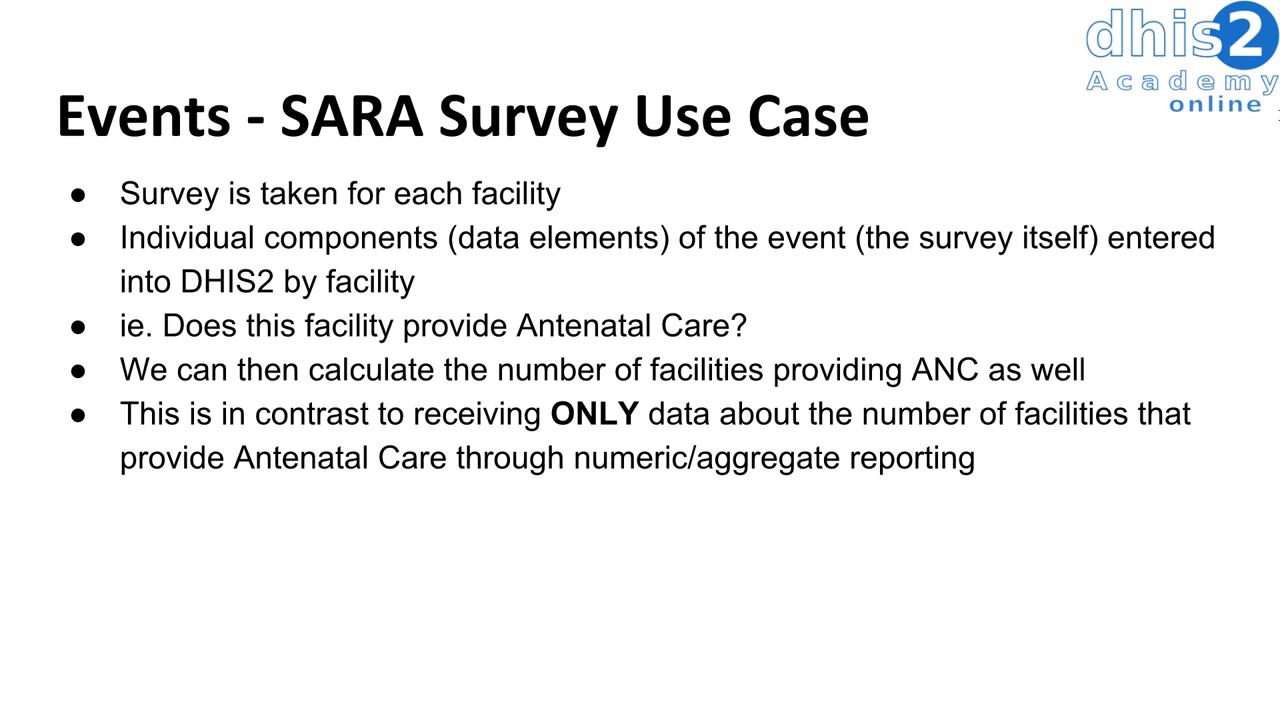 dhis2
Academy
online
Events - SARA Survey Use Case
● Survey is taken for each facility
● Individual components (data elements) of the event (the survey itself) entered
into DHIS2 by facility
● ie. Does this facility provide Antenatal Care?
● We can then calculate the number of facilities providing ANC as well
● This is in contrast to receiving ONLY data about the number of facilities that
provide Antenatal Care through numeric/aggregate reporting